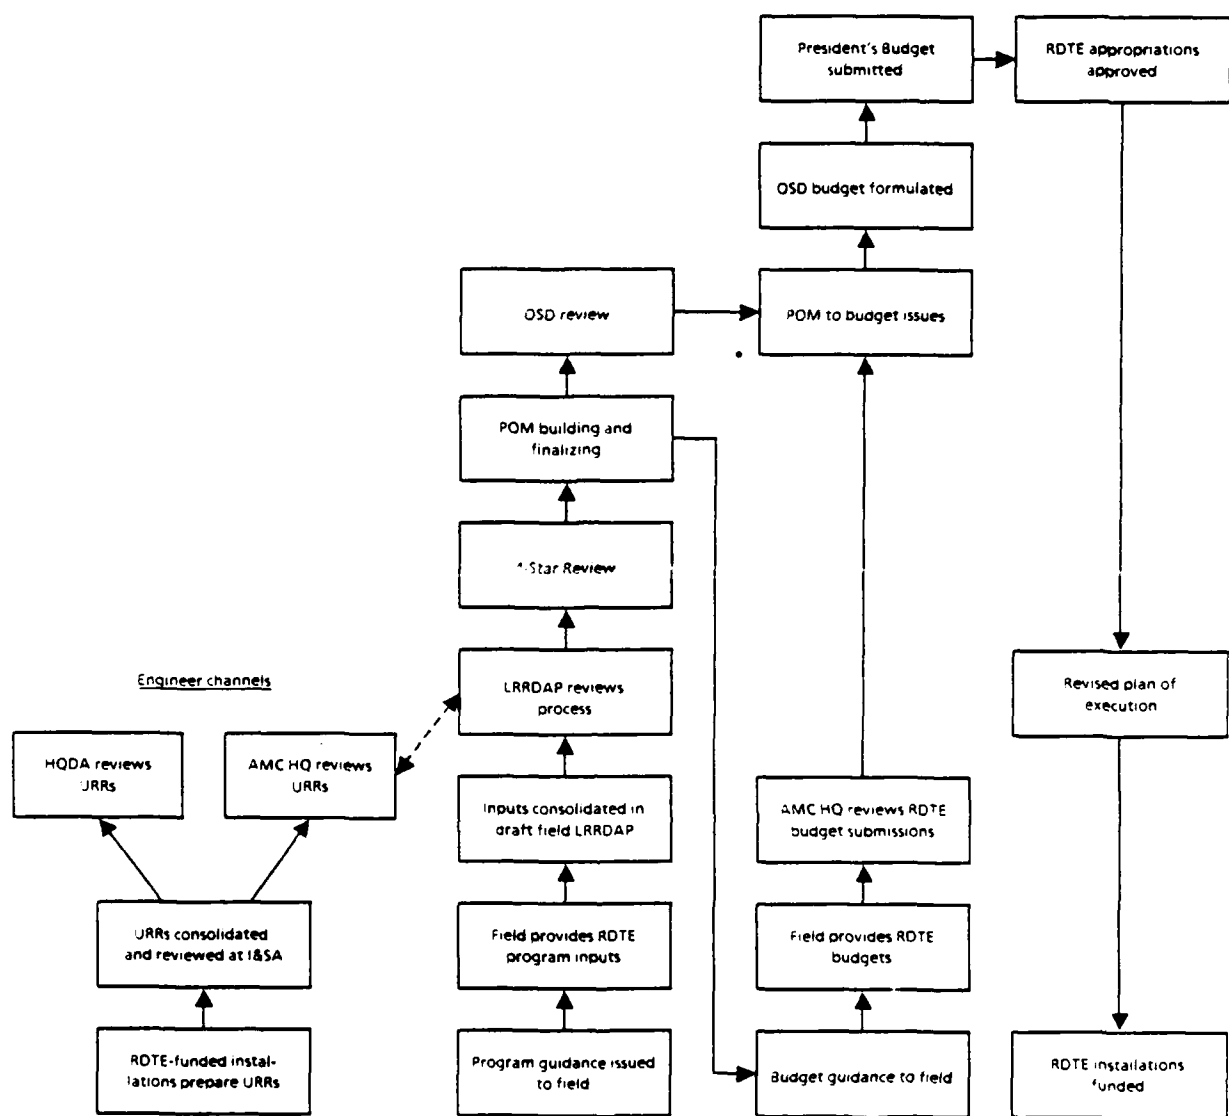 President's Budget
submitted
RDTE appropriations
approved
OSD budget formulated
OSD review
POM to budget issues
POM building and
finalizing
4-Star Review
Engineer channels
LRRDAP reviews
process
Revised plan of
execution
HQDA reviews
URRs
AMC HQ reviews
URRs
Inputs consolidated in
draft field LRRDAP
AMC HQ reviews RDTE
budget submissions
URRs consolidated
and reviewed at I&SA
Field provides RDTE
program inputs
Field provides RDTE
budgets
RDTE-funded instal-
lations prepare URRs
Program guidance issued
to field
Budget guidance to field
RDTE installations
funded